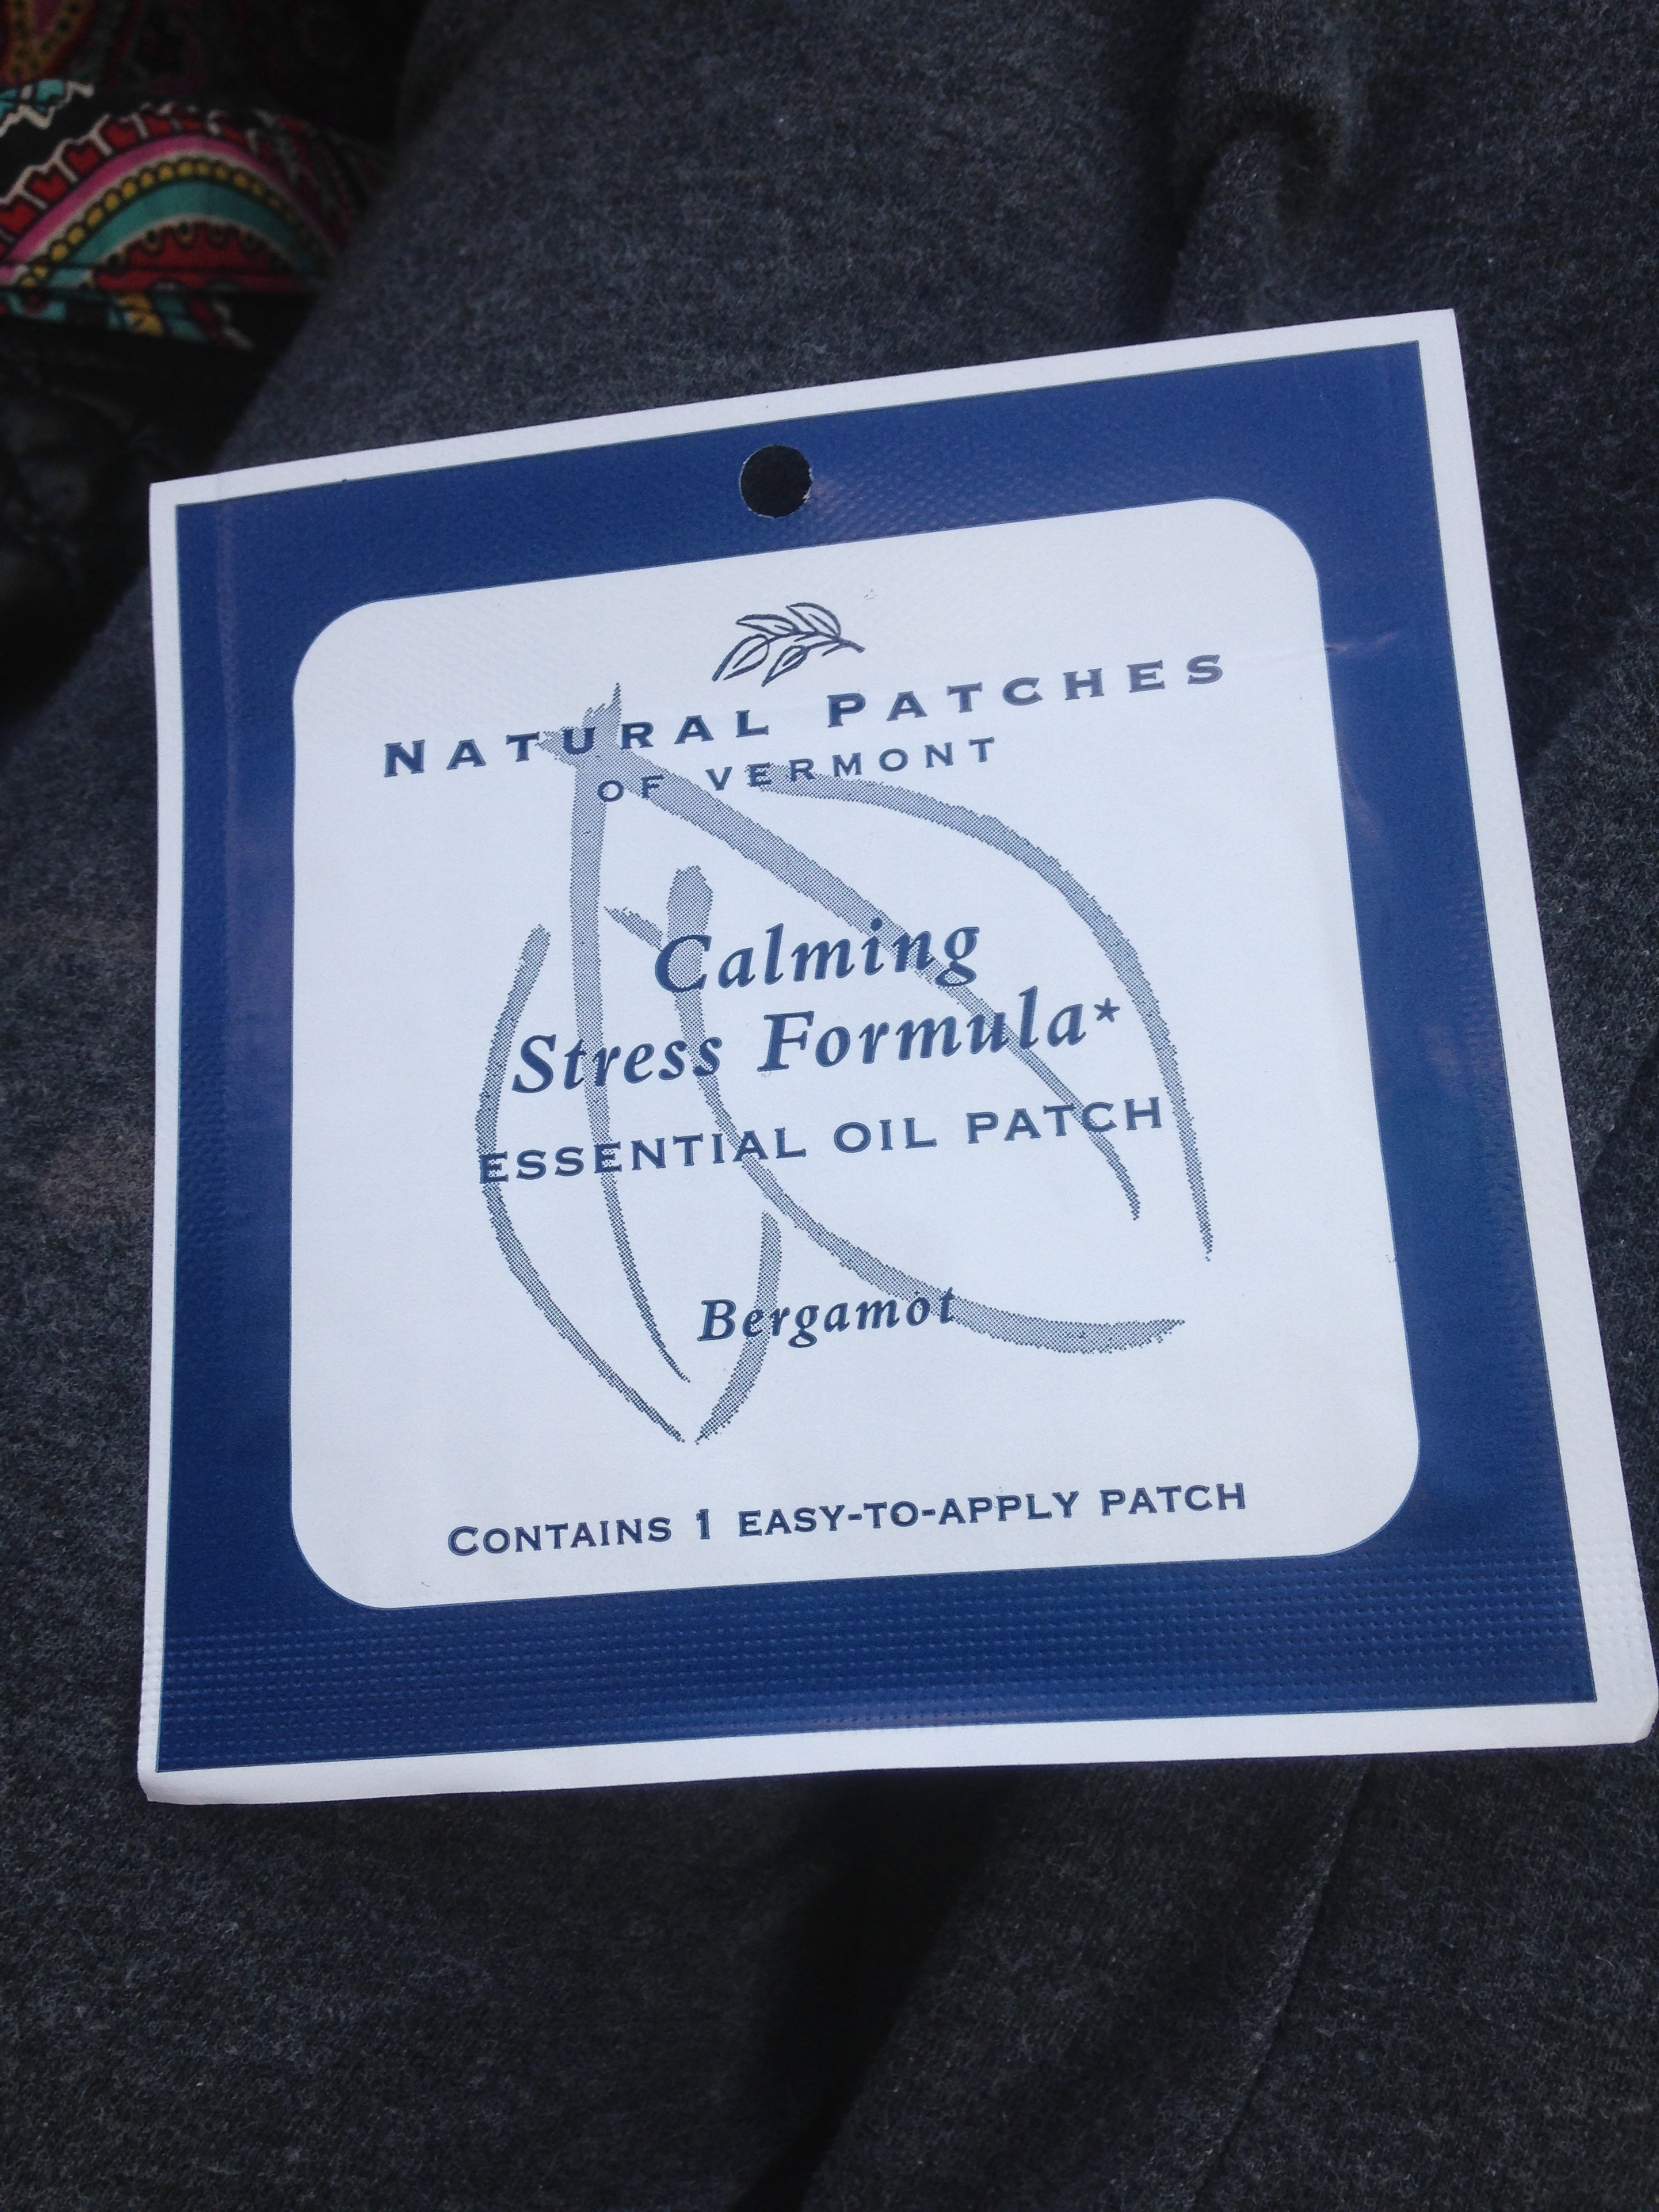 NATURAL PATCHES
OF VERMONT
Calming
Stress Formula*
ESSENTIAL OIL PATCH
Bergamot
CONTAINS 1 EASY-TO-APPLY PATCH